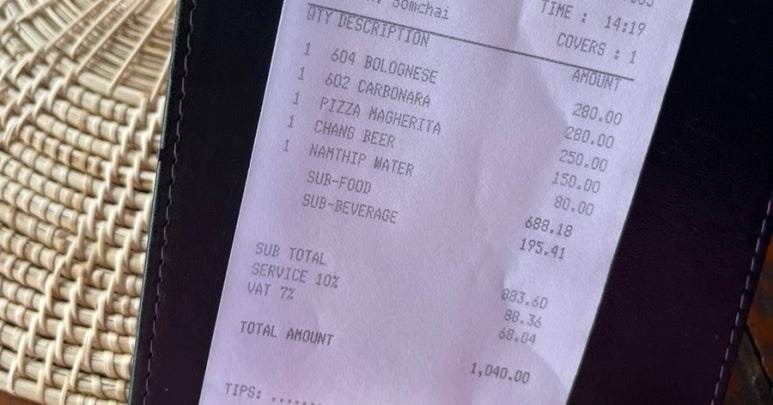 Somchai
TIME : 14:19
COVERS : 1
QTY DESCRIPTION AMOUNT
1 604 BOLOGNESE 280.00
1 602 CARBONARA 280.00
1 PIZZA MAGHERITA 250.00
1 CHANG BEER 150.00
1 NAMTHIP WATER 80.00
SUB-FOOD 688.18
SUB-BEVERAGE 195.41
SUB TOTAL 883.60
SERVICE 10% 88.36
VAT 7% 68.04
TOTAL AMOUNT 1,040.00
TIPS: .......